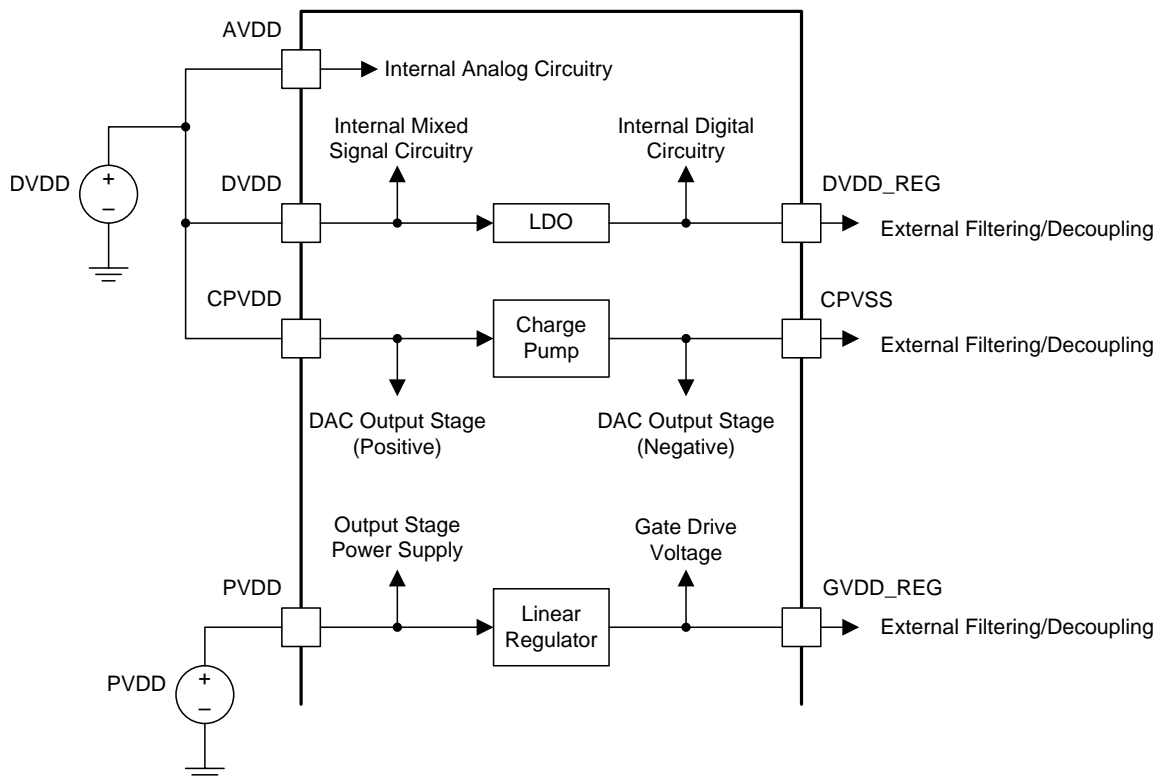 AVDD
Internal Analog Circuitry
Internal Mixed
Signal Circuitry
Internal Digital
Circuitry
DVDD
+
−
DVDD
LDO
DVDD_REG
External Filtering/Decoupling
CPVDD
Charge
Pump
CPVSS
External Filtering/Decoupling
DAC Output Stage
(Positive)
DAC Output Stage
(Negative)
Output Stage
Power Supply
Gate Drive
Voltage
PVDD
Linear
Regulator
GVDD_REG
External Filtering/Decoupling
PVDD
+
−